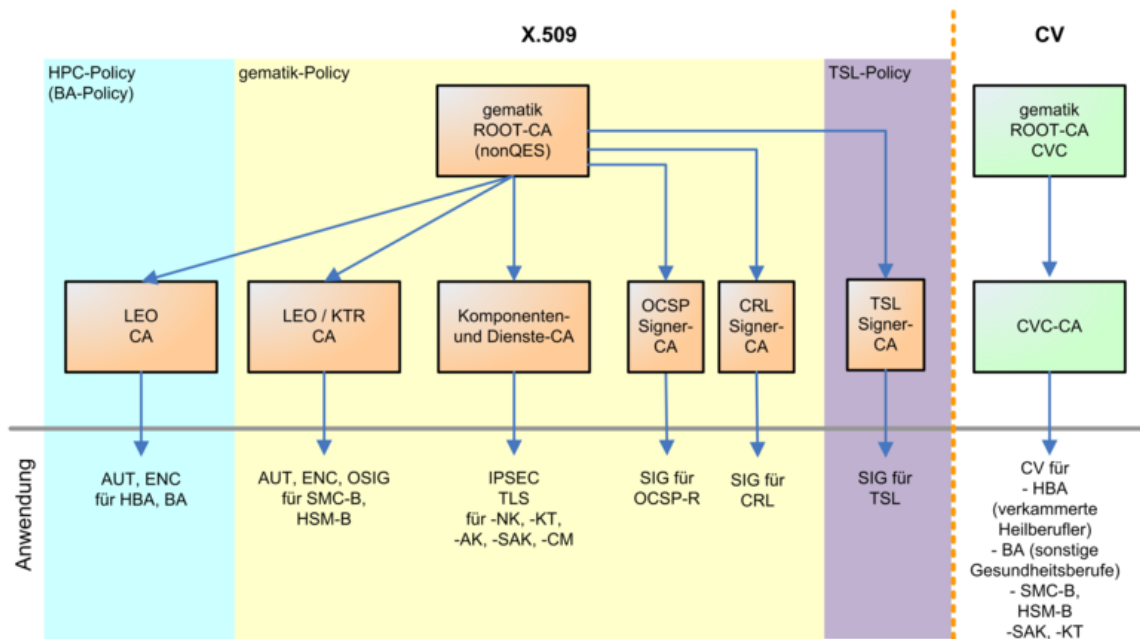 X.509
CV
HPC-Policy
(BA-Policy)
gematik-Policy
TSL-Policy
gematik
ROOT-CA
(nonQES)
gematik
ROOT-CA
CVC
LEO
CA
LEO / KTR
CA
Komponenten-
und Dienste-CA
OCSP
Signer-
CA
CRL
Signer-
CA
TSL
Signer-
CA
CVC-CA
Anwendung
AUT, ENC
für HBA, BA
AUT, ENC, OSIG
für SMC-B,
HSM-B
IPSEC
TLS
für -NK, -KT,
-AK, -SAK, -CM
SIG für
OCSP-R
SIG für
CRL
SIG für
TSL
CV für
- HBA
(verkammerte
Heilberufler)
- BA (sonstige
Gesundheitsberufe)
- SMC-B,
HSM-B
-SAK, -KT